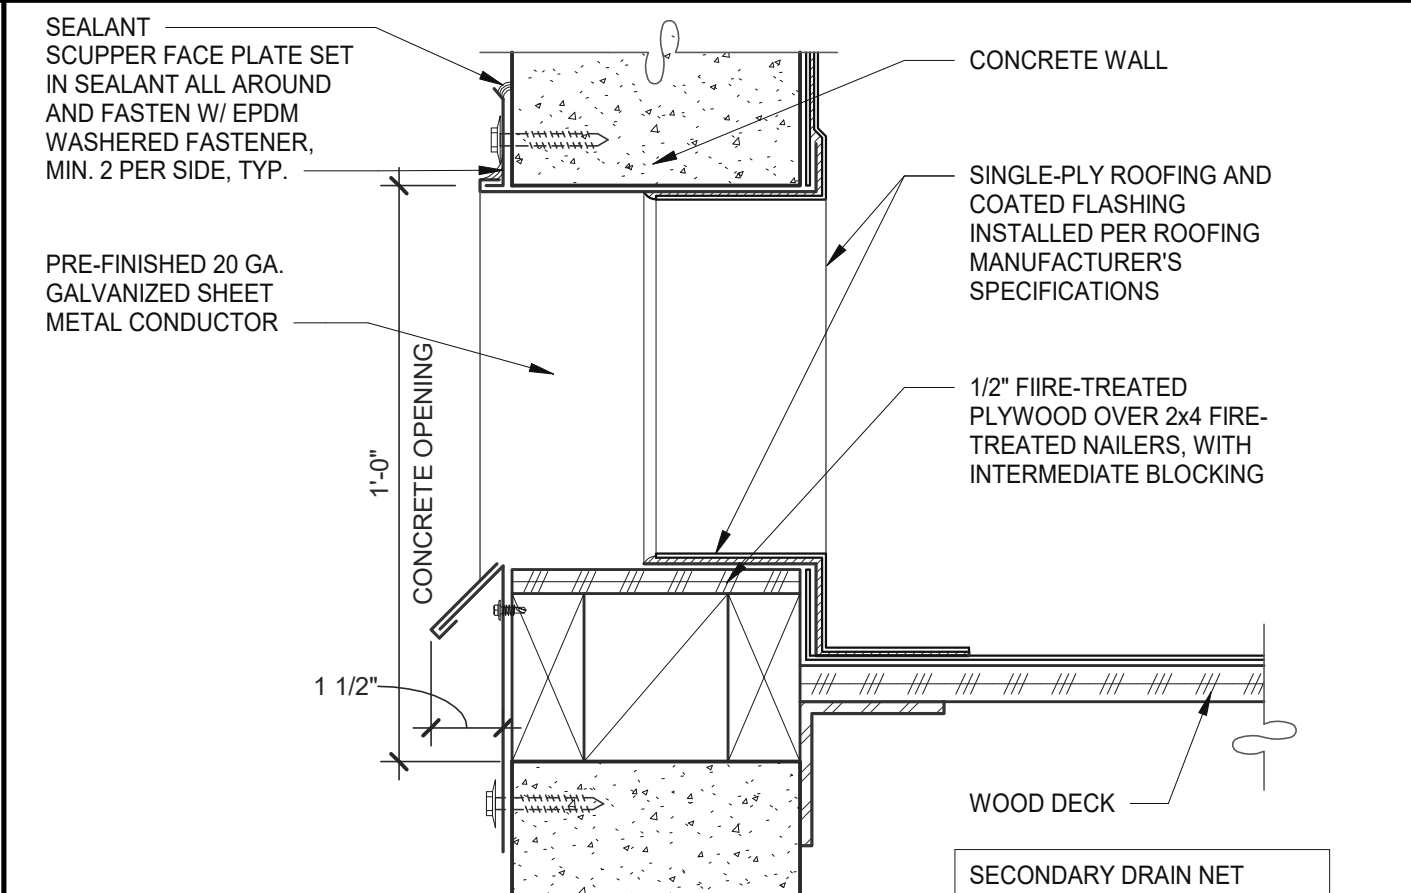 SEALANT
SCUPPER FACE PLATE SET
IN SEALANT ALL AROUND
AND FASTEN W/ EPDM
WASHERED FASTENER,
MIN. 2 PER SIDE, TYP.
PRE-FINISHED 20 GA.
GALVANIZED SHEET
METAL CONDUCTOR
1'-0"
CONCRETE OPENING
1 1/2"
CONCRETE WALL
SINGLE-PLY ROOFING AND
COATED FLASHING
INSTALLED PER ROOFING
MANUFACTURER'S
SPECIFICATIONS
1/2" FIIRE-TREATED
PLYWOOD OVER 2x4 FIRE-
TREATED NAILERS, WITH
INTERMEDIATE BLOCKING
WOOD DECK
SECONDARY DRAIN NET